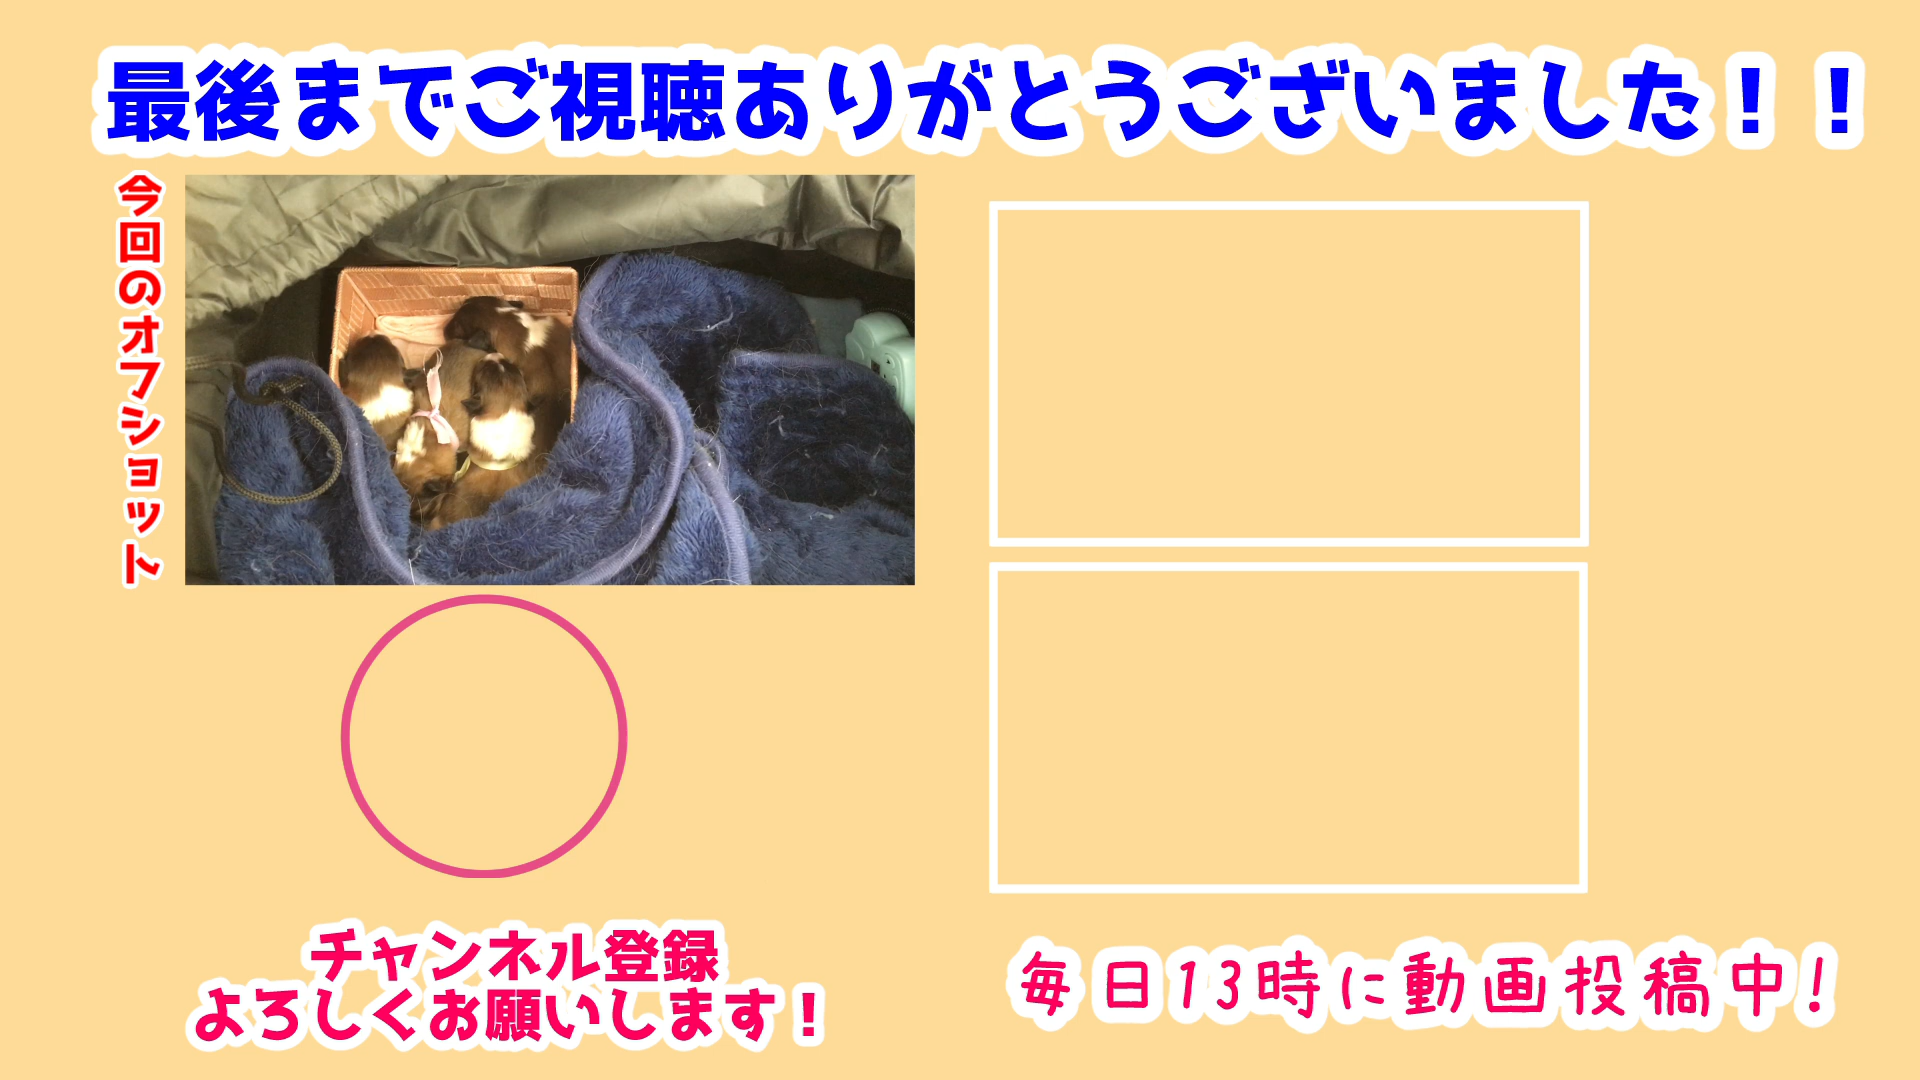 最後までご視聴ありがとうございました！！
今回のオフショット
チャンネル登録
よろしくお願いします！
毎日13時に動画投稿中!